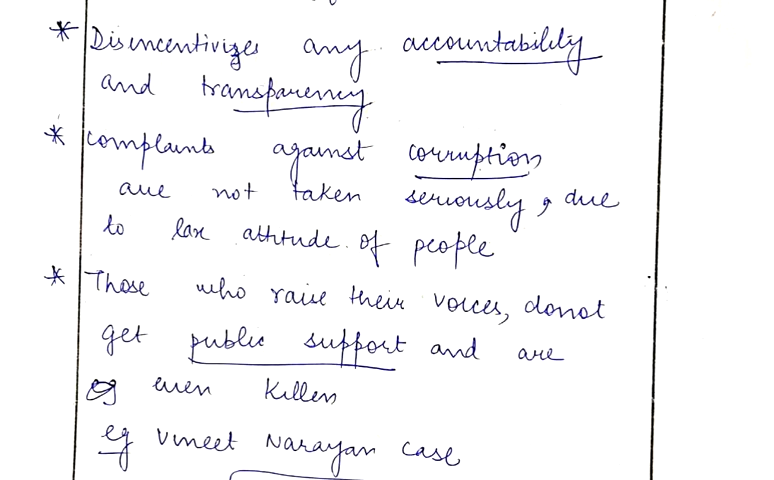 * Disincentivizes any accountability
and transparency
* complaints against corruption
are not taken seriously, due
to lax attitude of people
* Those who raise their voices, donot
get public support and are
even killen
eg Vineet Narayan case